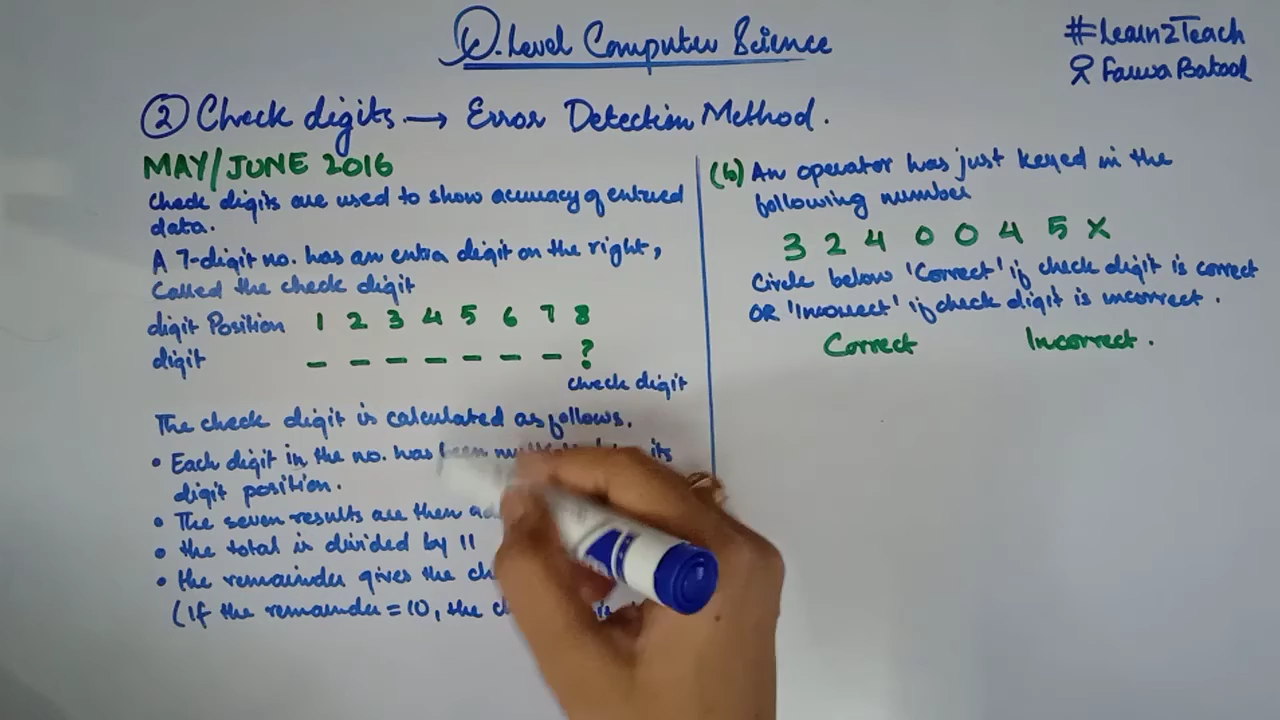 O.Level Computer Science
#Learn2Teach
Fauwa Batool
② Check digits → Error Detection Method.
MAY/JUNE 2016
Check digits are used to show accuracy of entered
data.
A 7-digit no. has an extra digit on the right,
called the check digit
digit Position 1 2 3 4 5 6 7 8
digit _ _ _ _ _ _ _ ?
check digit
The check digit is calculated as follows.
• Each digit in the no. has been its
digit position.
• The seven results are then
• the total is divided by 11
• the remainder gives the
(If the remainder = 10, the
(b) An operator has just keyed in the
following number
3 2 4 0 0 4 5 X
Circle below 'Correct' if check digit is correct
OR 'Incorrect' if check digit is incorrect.
Correct Incorrect.